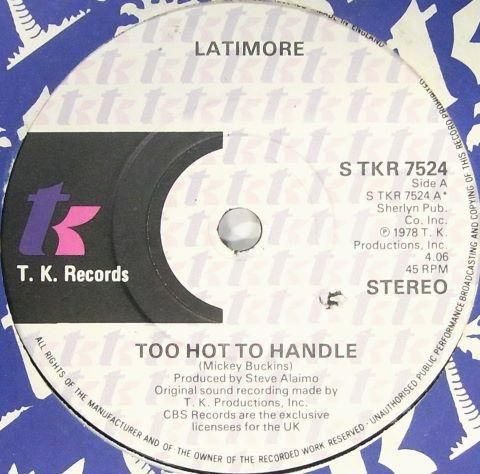 MADE IN ENGLAND
LATIMORE
S TKR 7524
Side A
S TKR 7524 A*
Sherlyn Pub.
Co. Inc.
℗ 1978 T. K.
Productions, Inc.
4.06
45 RPM
STEREO
tk
T. K. Records
TOO HOT TO HANDLE
(Mickey Buckins)
Produced by Steve Alaimo
Original sound recording made by
T. K. Productions, Inc.
CBS Records are the exclusive
licensees for the UK
ALL RIGHTS OF THE MANUFACTURER AND OF THE OWNER OF THE RECORDED WORK RESERVED · UNAUTHORISED PUBLIC PERFORMANCE BROADCASTING AND COPYING OF THIS RECORD PROHIBITED